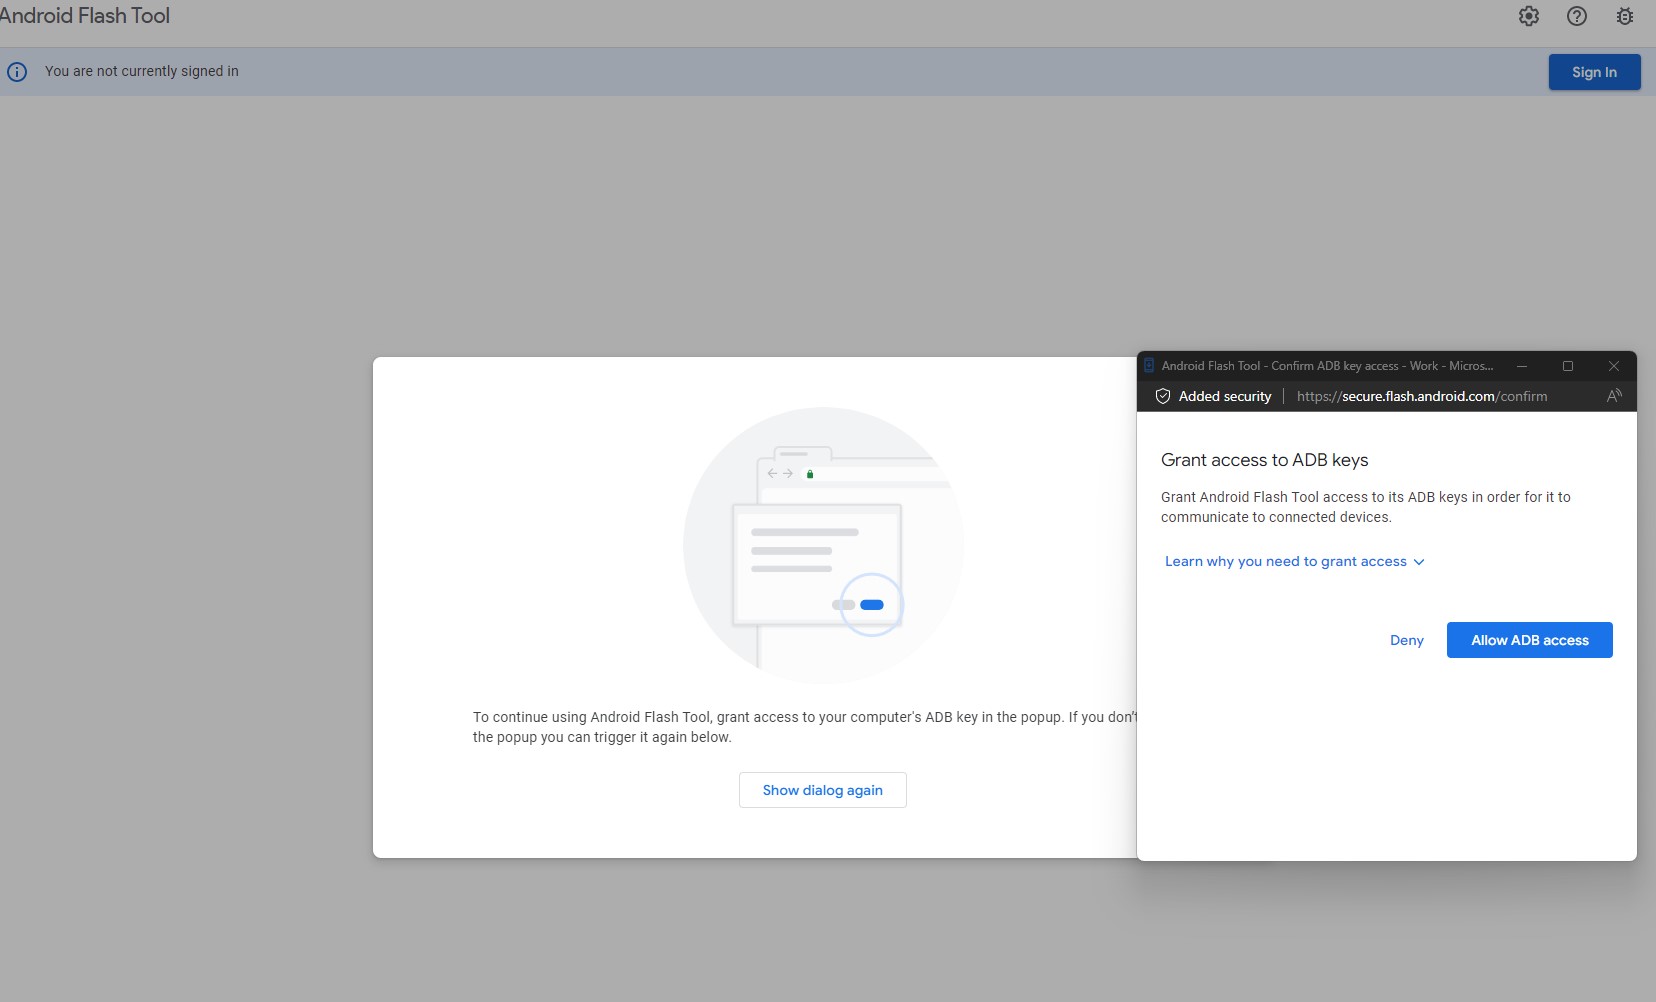 Android Flash Tool
You are not currently signed in
Sign In
To continue using Android Flash Tool, grant access to your computer's ADB key in the popup. If you don't
the popup you can trigger it again below.
Show dialog again
Android Flash Tool - Confirm ADB key access - Work - Micros...
Added security
https://secure.flash.android.com/confirm
Grant access to ADB keys
Grant Android Flash Tool access to its ADB keys in order for it to
communicate to connected devices.
Learn why you need to grant access
Deny
Allow ADB access